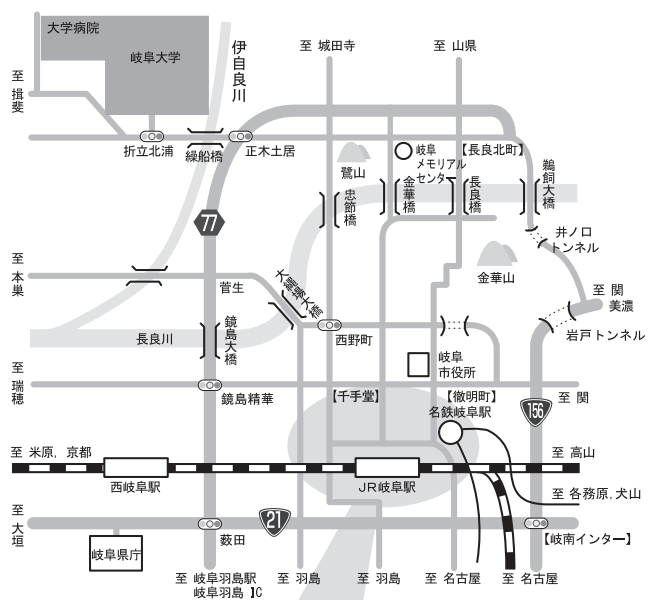 大学病院
岐阜大学
伊自良川
至 城田寺
至 山県
至 揖斐
折立北浦
繰船橋
正木土居
鷺山
岐阜
メモリアル
センター
【長良北町】
鵜飼大橋
忠節橋
金華橋
長良橋
77
井ノ口
トンネル
至 本巣
菅生
大縄場大橋
金華山
至 関
美濃
長良川
鏡島大橋
西野町
岩戸トンネル
岐阜
市役所
至 瑞穂
鏡島精華
【千手堂】
【徹明町】
名鉄岐阜駅
156
至 関
至 米原，京都
至 高山
西岐阜駅
JR岐阜駅
至 各務原，犬山
至 大垣
薮田
21
【岐南インター】
岐阜県庁
至 岐阜羽島駅
岐阜羽島 IC
至 羽島
至 羽島
至 名古屋
至 名古屋